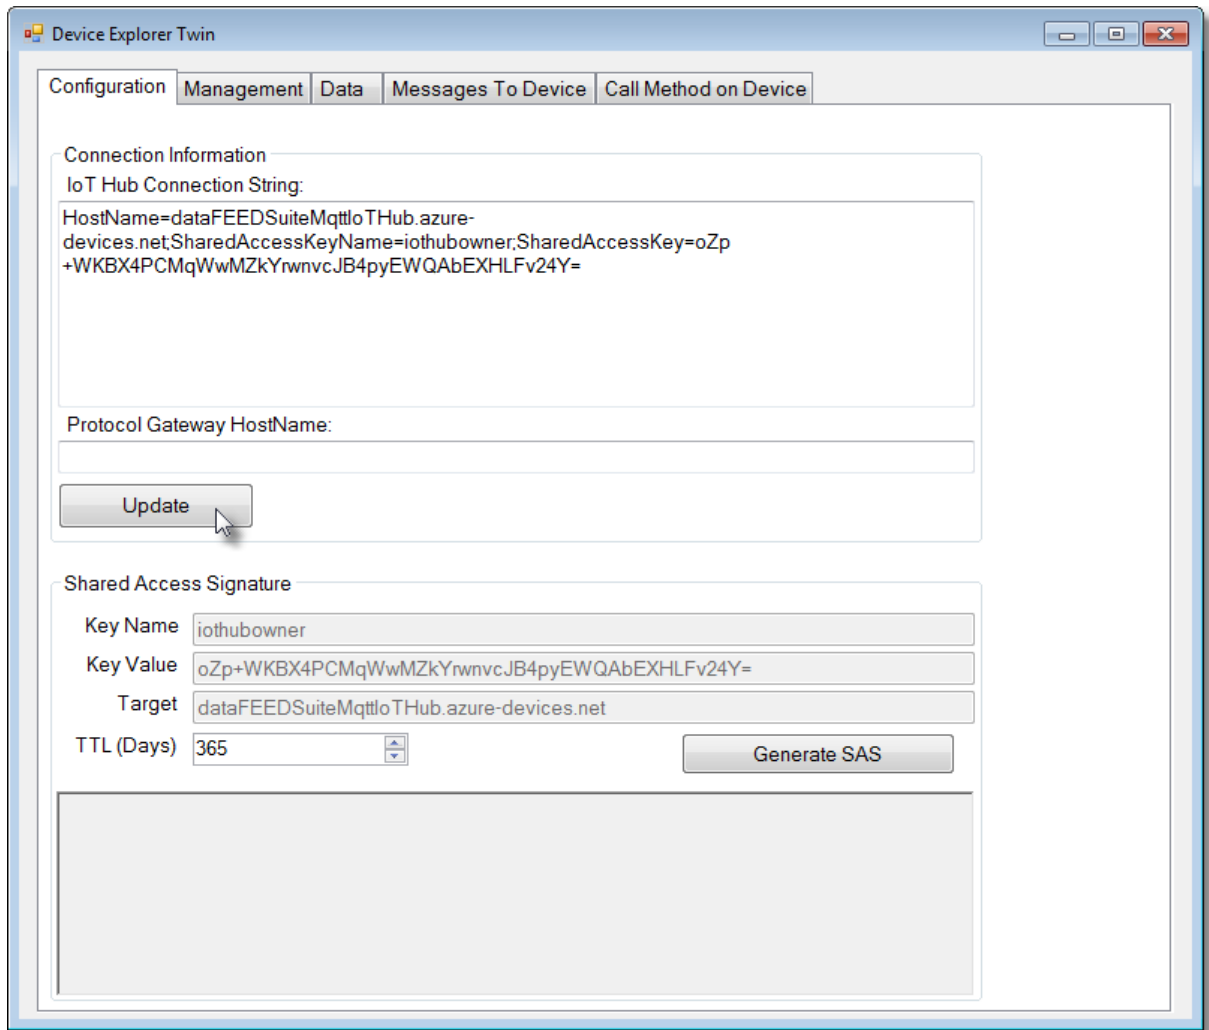 Device Explorer Twin
Configuration Management Data Messages To Device Call Method on Device
Connection Information
IoT Hub Connection String:
HostName=dataFEEDSuiteMqttIoTHub.azure-
devices.net;SharedAccessKeyName=iothubowner;SharedAccessKey=oZp
+WKBX4PCMqWwMZkYrwnvcJB4pyEWQAbEXHLFv24Y=
Protocol Gateway HostName:
Update
Shared Access Signature
Key Name iothubowner
Key Value oZp+WKBX4PCMqWwMZkYrwnvcJB4pyEWQAbEXHLFv24Y=
Target dataFEEDSuiteMqttIoTHub.azure-devices.net
TTL (Days) 365 Generate SAS